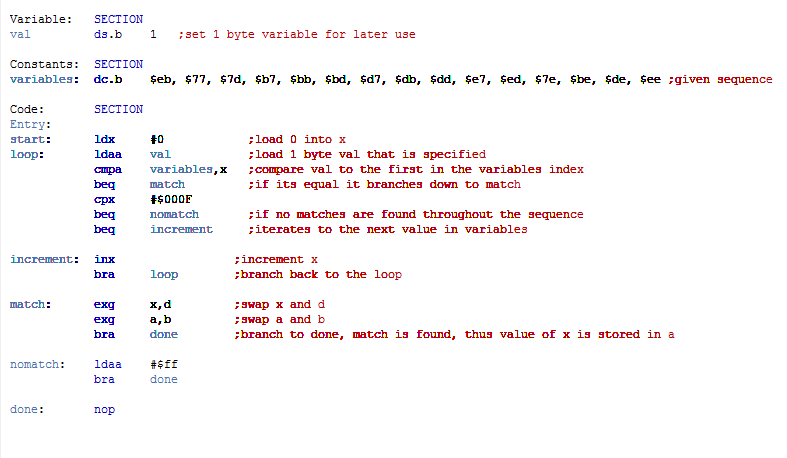 Variable:   SECTION
val         ds.b    1   ;set 1 byte variable for later use
Constants:  SECTION
variables:  dc.b    $eb, $77, $7d, $b7, $bb, $bd, $d7, $db, $dd, $e7, $ed, $7e, $be, $de, $ee ;given sequence
Code:       SECTION
Entry:
start:      ldx     #0            ;load 0 into x
loop:       ldaa    val           ;load 1 byte val that is specified
            cmpa    variables,x   ;compare val to the first in the variables index
            beq     match         ;if its equal it branches down to match
            cpx     #$000F
            beq     nomatch       ;if no matches are found throughout the sequence
            beq     increment     ;iterates to the next value in variables
increment:  inx                 ;increment x
            bra     loop        ;branch back to the loop
match:      exg     x,d         ;swap x and d
            exg     a,b         ;swap a and b
            bra     done        ;branch to done, match is found, thus value of x is stored in a
nomatch:    ldaa    #$ff
            bra     done
done:       nop